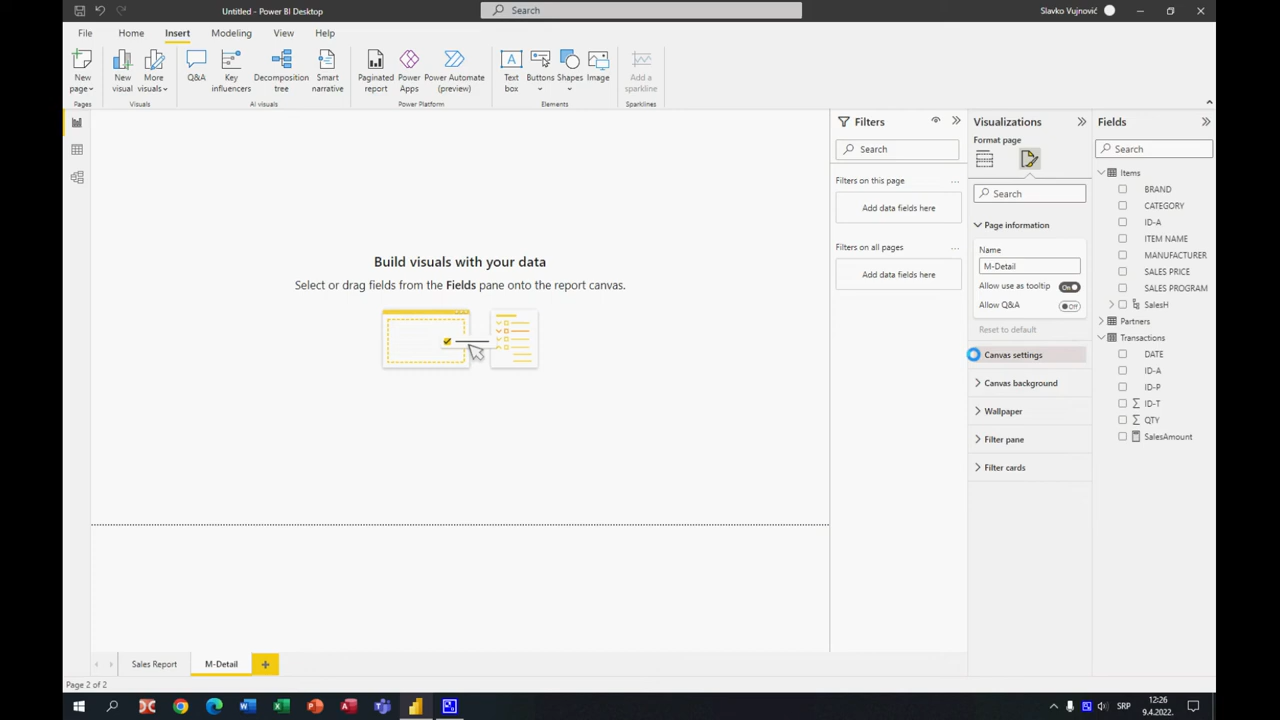 Untitled - Power BI Desktop
Search
Slavko Vujnović
File
Home
Insert
Modeling
View
Help
New page
New visual
More visuals
Q&A
Key influencers
Decomposition tree
Smart narrative
Paginated report
Power Apps
Power Automate (preview)
Text box
Buttons
Shapes
Image
Add a sparkline
Pages
Visuals
AI visuals
Power Platform
Elements
Sparklines
Build visuals with your data
Select or drag fields from the Fields pane onto the report canvas.
Filters
Search
Filters on this page
...
Add data fields here
Filters on all pages
...
Add data fields here
Visualizations
Format page
Search
Page information
Name
M-Detail
Allow use as tooltip
On
Allow Q&A
Off
Reset to default
Canvas settings
Canvas background
Wallpaper
Filter pane
Filter cards
Fields
Search
Items
BRAND
CATEGORY
ID-A
ITEM NAME
MANUFACTURER
SALES PRICE
SALES PROGRAM
SalesH
Partners
Transactions
DATE
ID-A
ID-P
ID-T
QTY
SalesAmount
Sales Report
M-Detail
Page 2 of 2
SRP
12:26
9.4.2022.